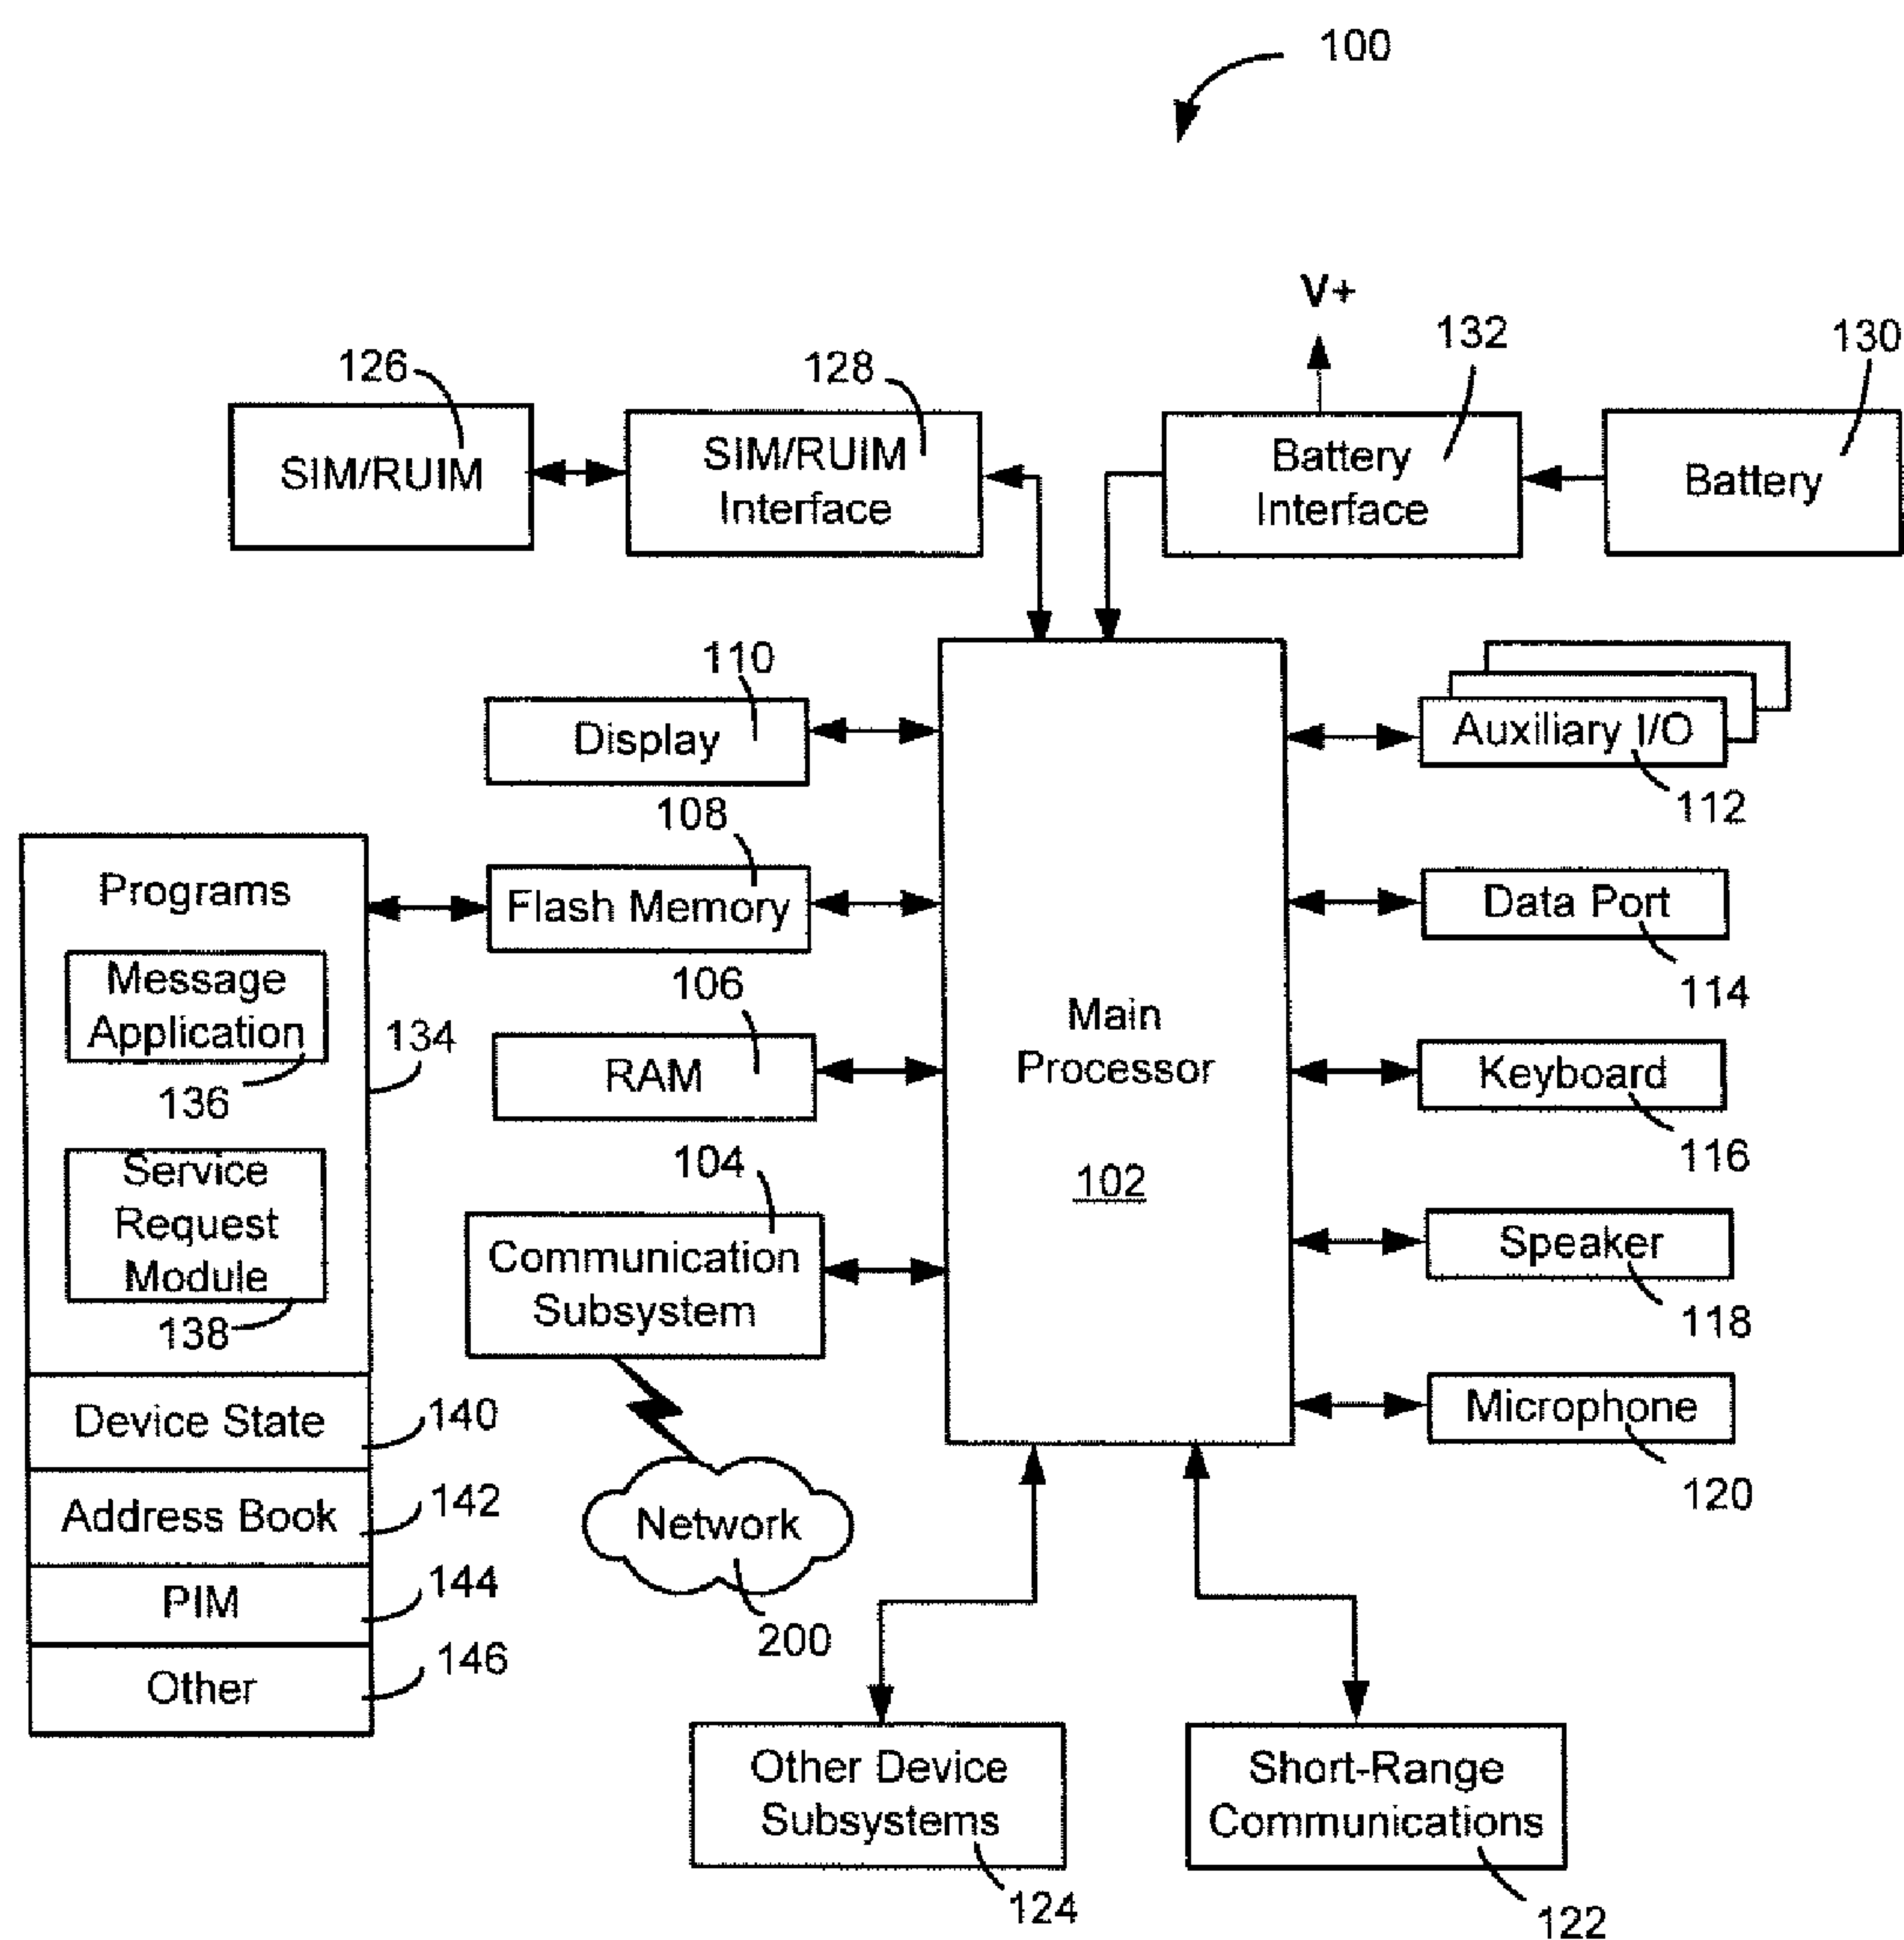 100
V+
126
128
132
130
SIM/RUIM
SIM/RUIM
Interface
Battery
Interface
Battery
110
Display
Auxiliary I/O
112
108
Programs
Flash Memory
Data Port
114
Message
Application
136
134
106
RAM
Main
Processor
102
Keyboard
116
Service
Request
Module
138
104
Communication
Subsystem
Speaker
118
Device State
140
Microphone
120
Address Book
142
Network
200
PIM
144
Other
146
Other Device
Subsystems
124
Short-Range
Communications
122